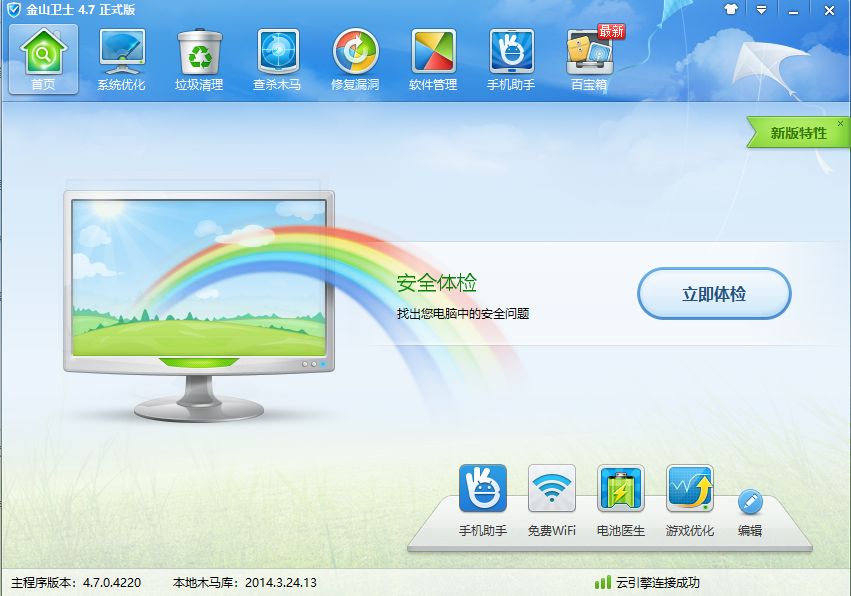 金山卫士 4.7 正式版
首页
系统优化
垃圾清理
查杀木马
修复漏洞
软件管理
手机助手
百宝箱
最新
新版特性
安全体检
找出您电脑中的安全问题
立即体检
手机助手
免费WiFi
电池医生
游戏优化
编辑
主程序版本：4.7.0.4220
本地木马库：2014.3.24.13
云引擎连接成功